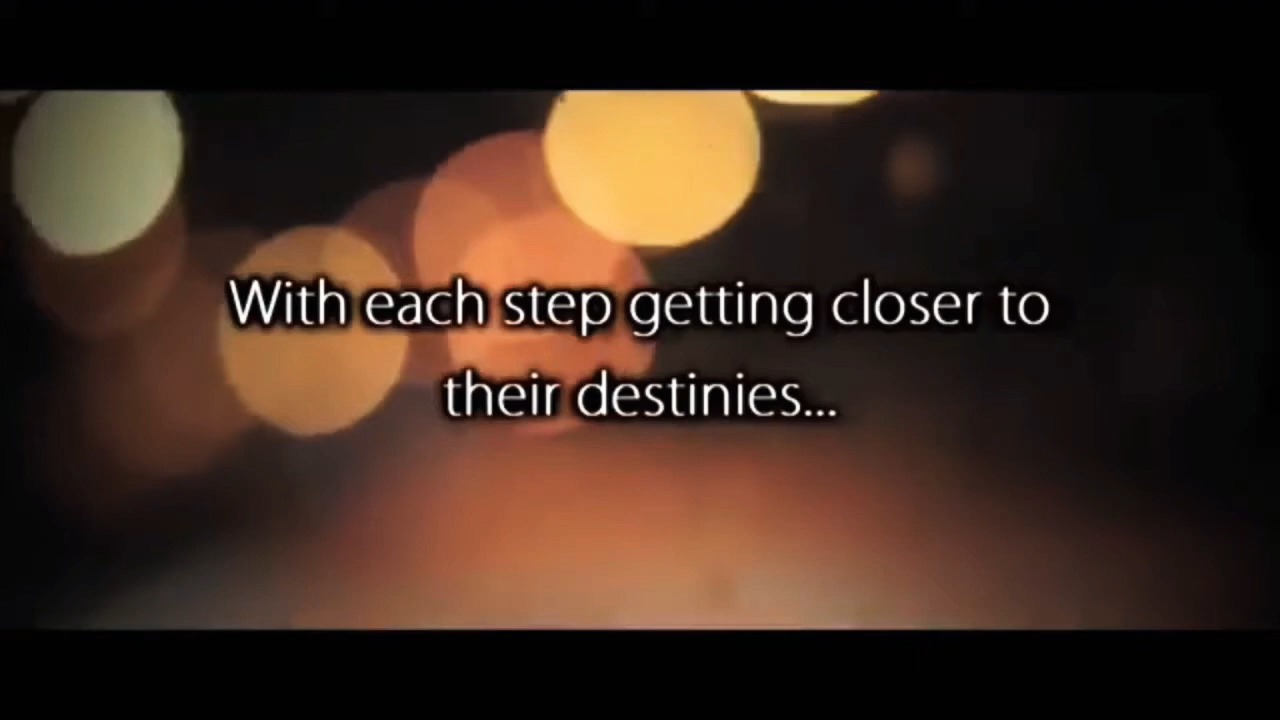 With each step getting closer to
their destinies...